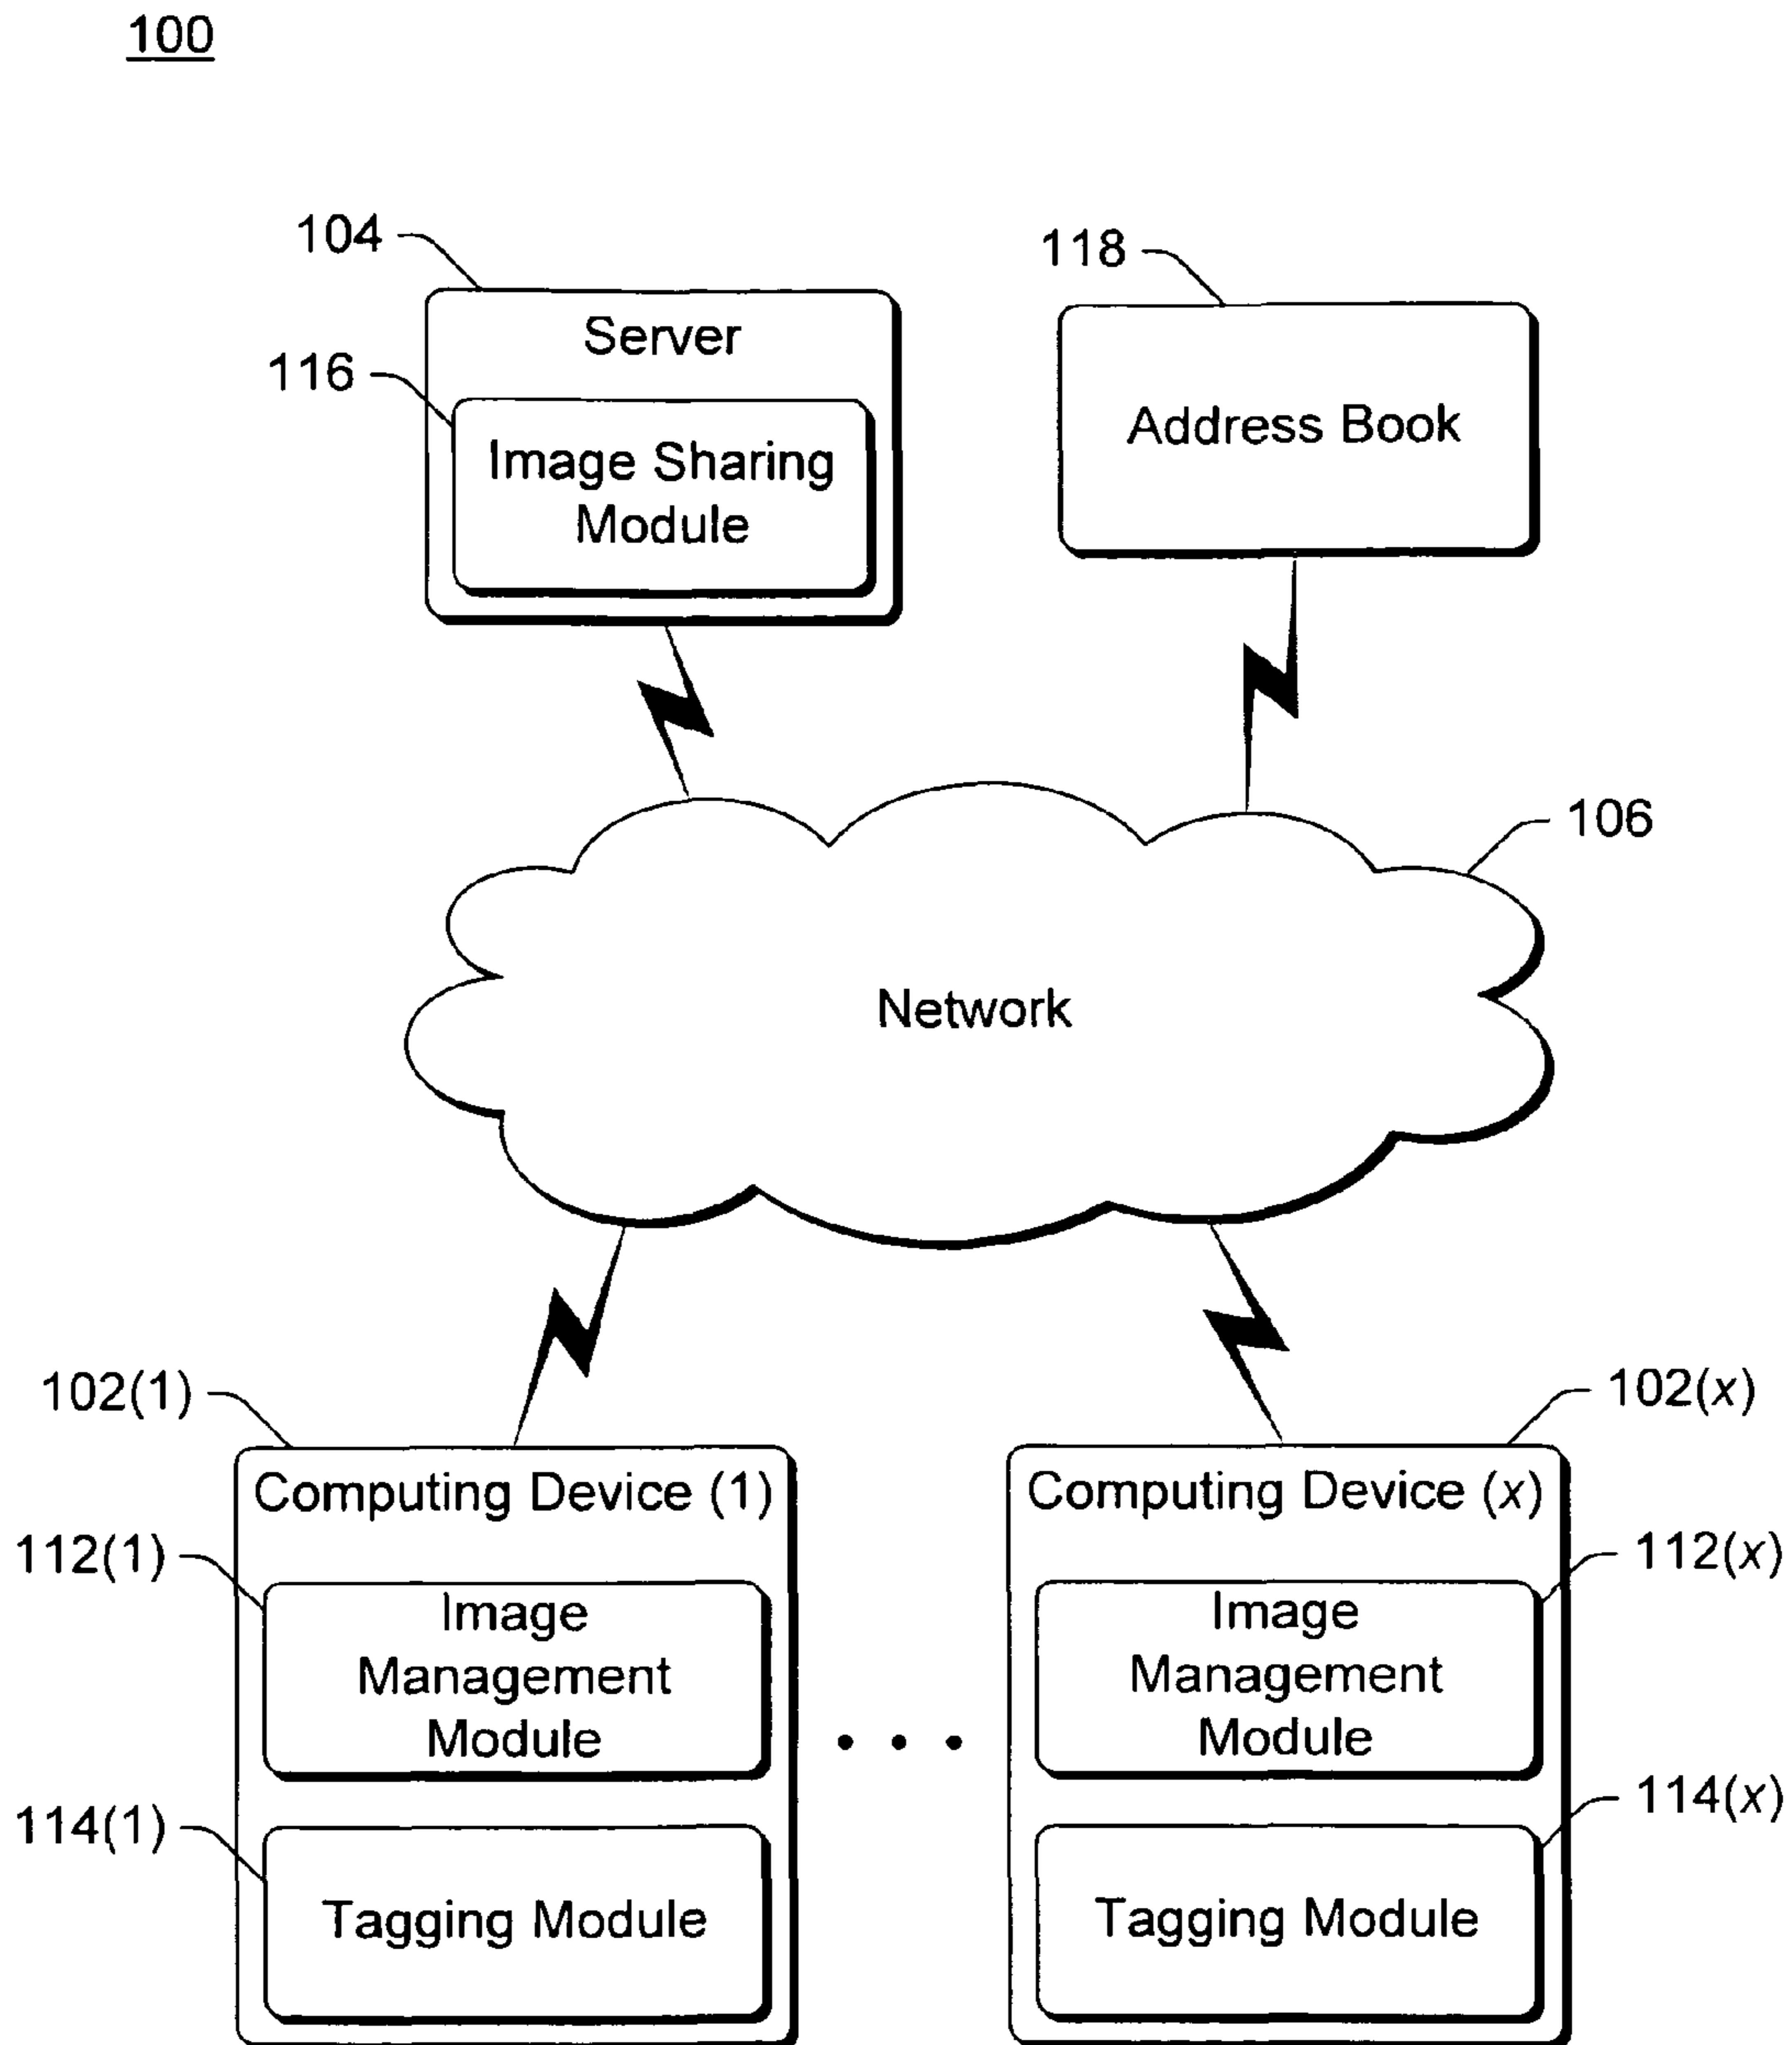 100
104
118
Server
116
Address Book
Image Sharing
Module
106
Network
102(1)
102(x)
Computing Device (1)
Computing Device (x)
112(1)
112(x)
Image
Management
Module
Image
Management
Module
114(1)
114(x)
Tagging Module
Tagging Module